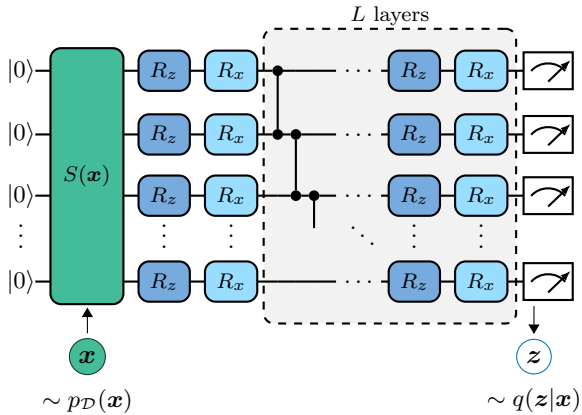 L layers
|0⟩ R_z R_x · · · R_z R_x
|0⟩ R_z R_x · · · R_z R_x
S(x)
|0⟩ R_z R_x · · · R_z R_x
⋮ ⋮ ⋮ ⋱ ⋮ ⋮
|0⟩ R_z R_x · · · R_z R_x
x z
∼ p_𝒟(x) ∼ q(z|x)